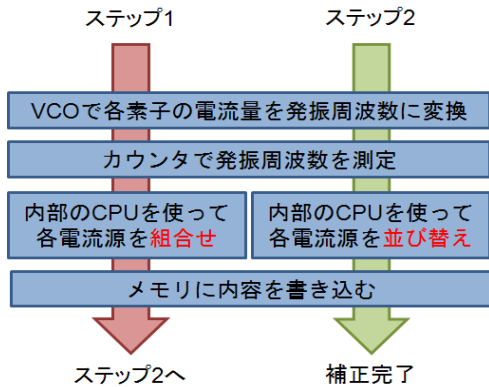 ステップ1
ステップ2
VCOで各素子の電流量を発振周波数に変換
カウンタで発振周波数を測定
内部のCPUを使って
各電流源を組合せ
内部のCPUを使って
各電流源を並び替え
メモリに内容を書き込む
ステップ2へ
補正完了